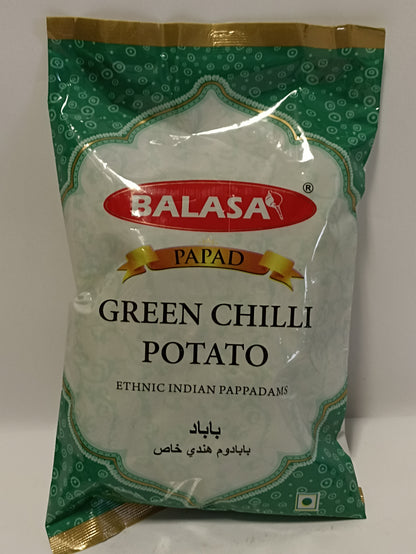 BALASA ®
PAPAD
GREEN CHILLI
POTATO
ETHNIC INDIAN PAPPADAMS
باباد
بابادوم هندي خاص